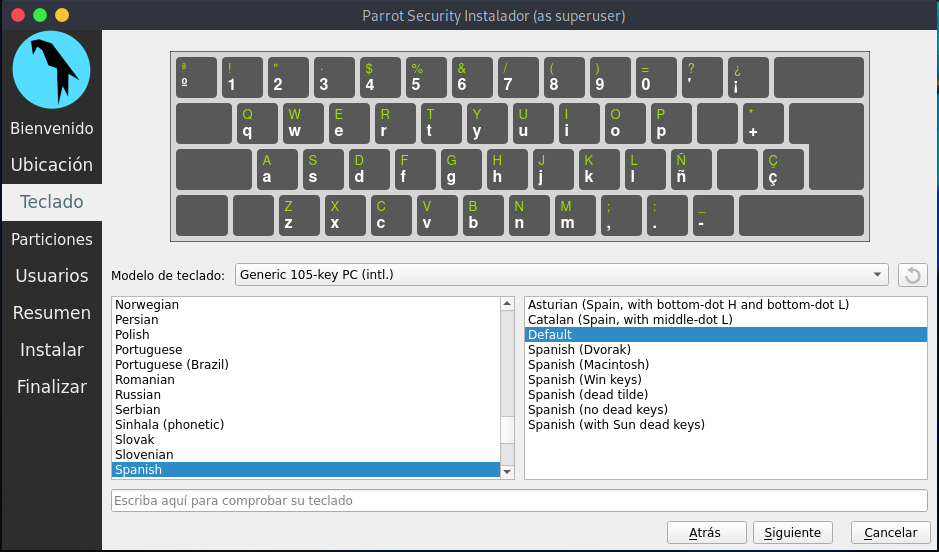 Parrot Security Instalador (as superuser)
Bienvenido
Ubicación
Teclado
Particiones
Usuarios
Resumen
Instalar
Finalizar
ª ! " · $ % & / ( ) = ? ¿
º 1 2 3 4 5 6 7 8 9 0 ' ¡
Q W E R T Y U I O P *
q w e r t y u i o p +
A S D F G H J K L Ñ Ç
a s d f g h j k l ñ ç
Z X C V B N M ; : _
z x c v b n m , . -
Modelo de teclado: Generic 105-key PC (intl.)
Norwegian
Persian
Polish
Portuguese
Portuguese (Brazil)
Romanian
Russian
Serbian
Sinhala (phonetic)
Slovak
Slovenian
Spanish
Asturian (Spain, with bottom-dot H and bottom-dot L)
Catalan (Spain, with middle-dot L)
Default
Spanish (Dvorak)
Spanish (Macintosh)
Spanish (Win keys)
Spanish (dead tilde)
Spanish (no dead keys)
Spanish (with Sun dead keys)
Escriba aquí para comprobar su teclado
Atrás
Siguiente
Cancelar